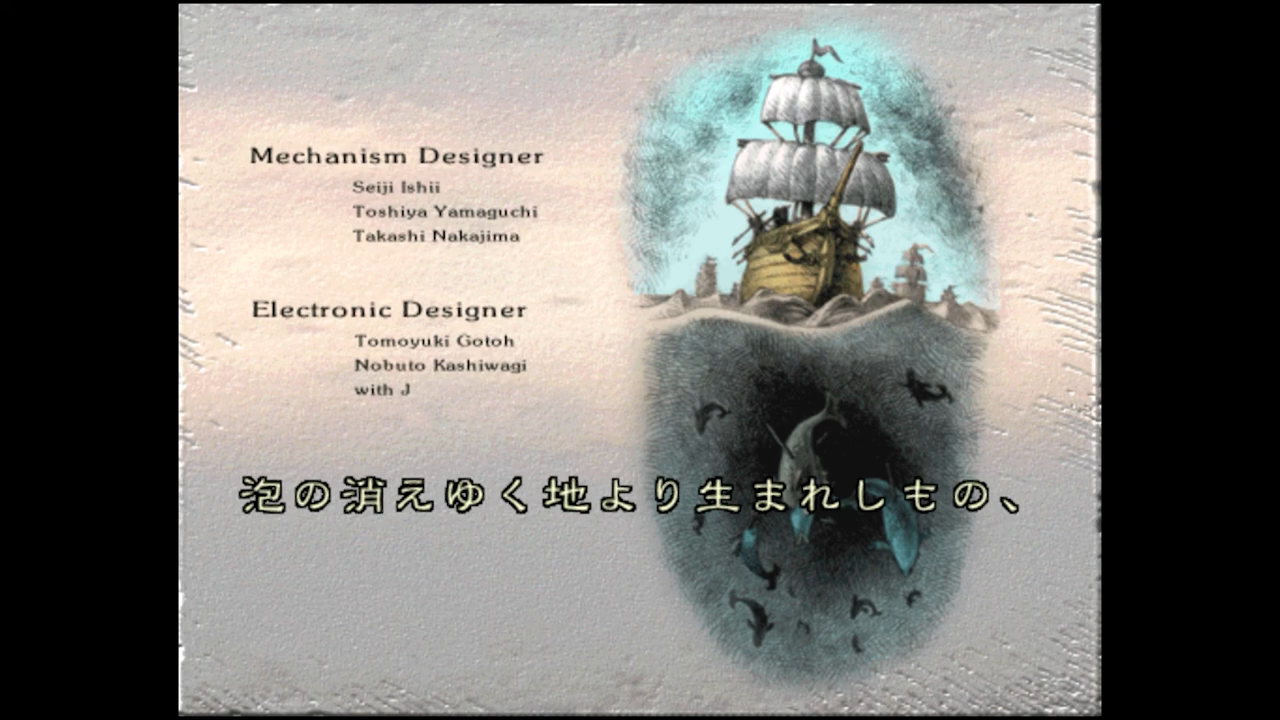 Mechanism Designer
Seiji Ishii
Toshiya Yamaguchi
Takashi Nakajima
Electronic Designer
Tomoyuki Gotoh
Nobuto Kashiwagi
with J
泡の消えゆく地より生まれしもの、